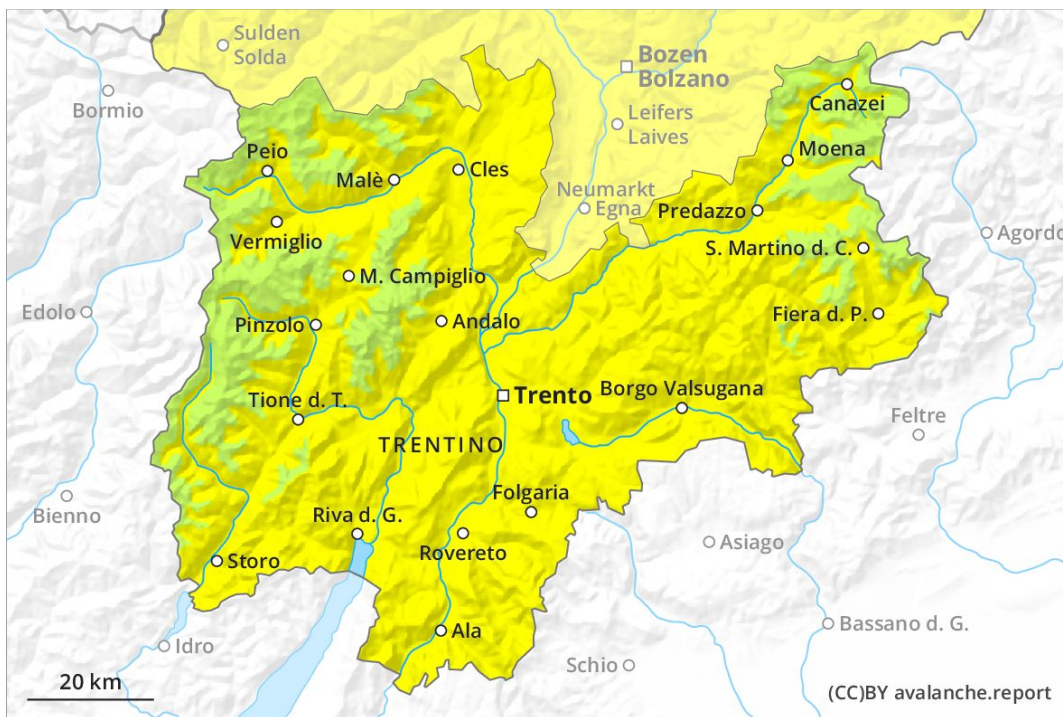 Sulden
Solda
Bozen
Bolzano
Bormio
Canazei
Leifers
Laives
Peio
Moena
Malè
Cles
Neumarkt
Egna
Predazzo
Vermiglio
Agordo
S. Martino d. C.
M. Campiglio
Edolo
Pinzolo
Andalo
Fiera d. P.
Trento
Borgo Valsugana
Tione d. T.
Feltre
TRENTINO
Bienno
Folgaria
Riva d. G.
Asiago
Rovereto
Storo
Bassano d. G.
Ala
Idro
Schio
20 km
(CC)BY avalanche.report